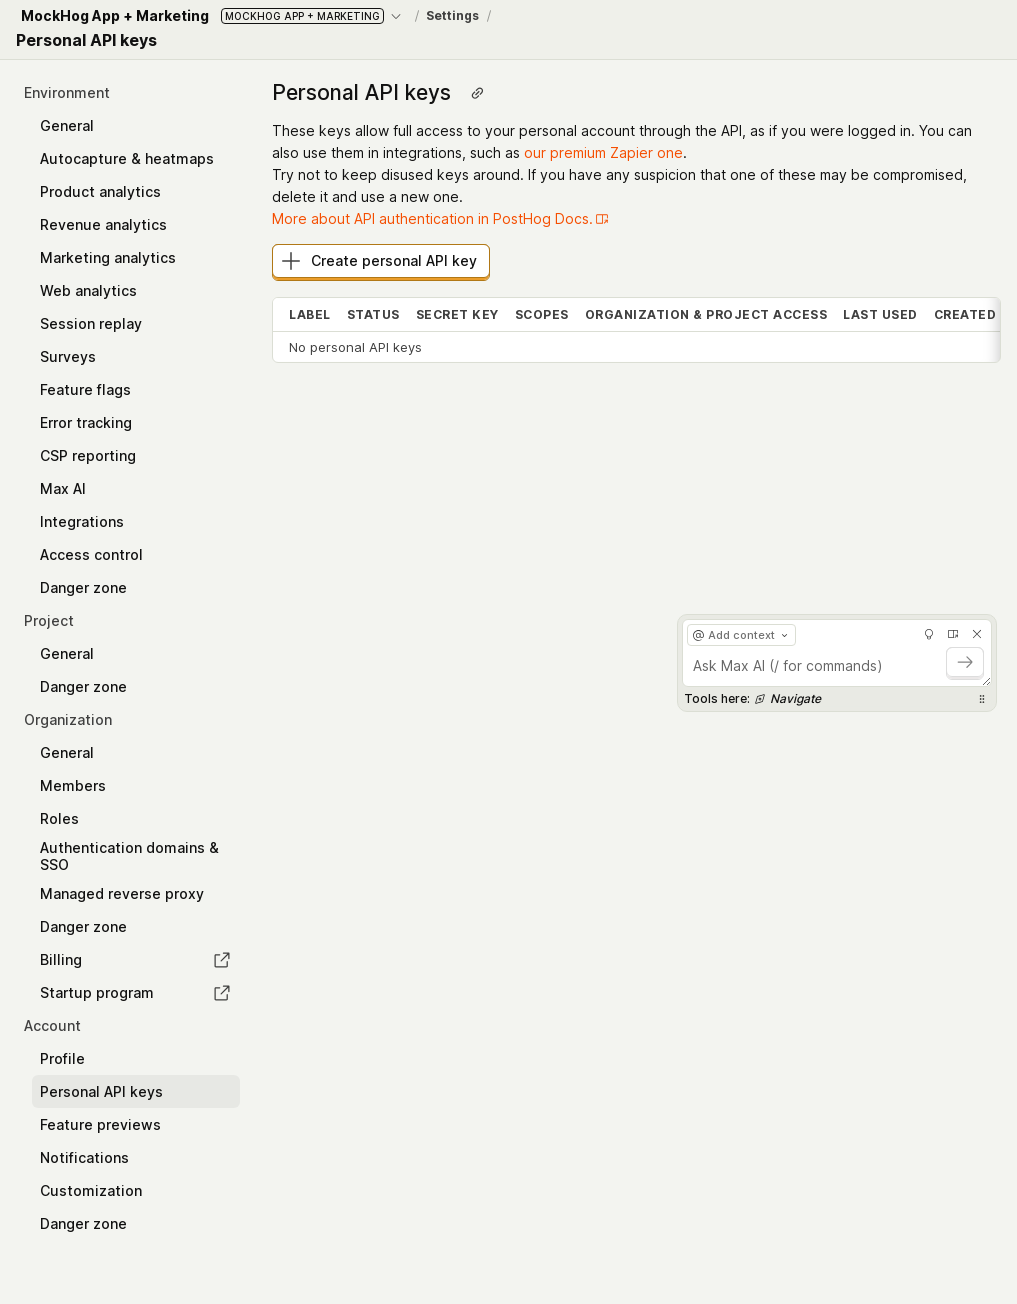 MockHog App + Marketing MOCKHOG APP + MARKETING / Settings /
Personal API keys
Environment
General
Autocapture & heatmaps
Product analytics
Revenue analytics
Marketing analytics
Web analytics
Session replay
Surveys
Feature flags
Error tracking
CSP reporting
Max AI
Integrations
Access control
Danger zone
Project
General
Danger zone
Organization
General
Members
Roles
Authentication domains &
SSO
Managed reverse proxy
Danger zone
Billing
Startup program
Account
Profile
Personal API keys
Feature previews
Notifications
Customization
Danger zone
Personal API keys
These keys allow full access to your personal account through the API, as if you were logged in. You can
also use them in integrations, such as our premium Zapier one.
Try not to keep disused keys around. If you have any suspicion that one of these may be compromised,
delete it and use a new one.
More about API authentication in PostHog Docs.
Create personal API key
LABEL STATUS SECRET KEY SCOPES ORGANIZATION & PROJECT ACCESS LAST USED CREATED
No personal API keys
@ Add context
Ask Max AI (/ for commands)
Tools here: Navigate